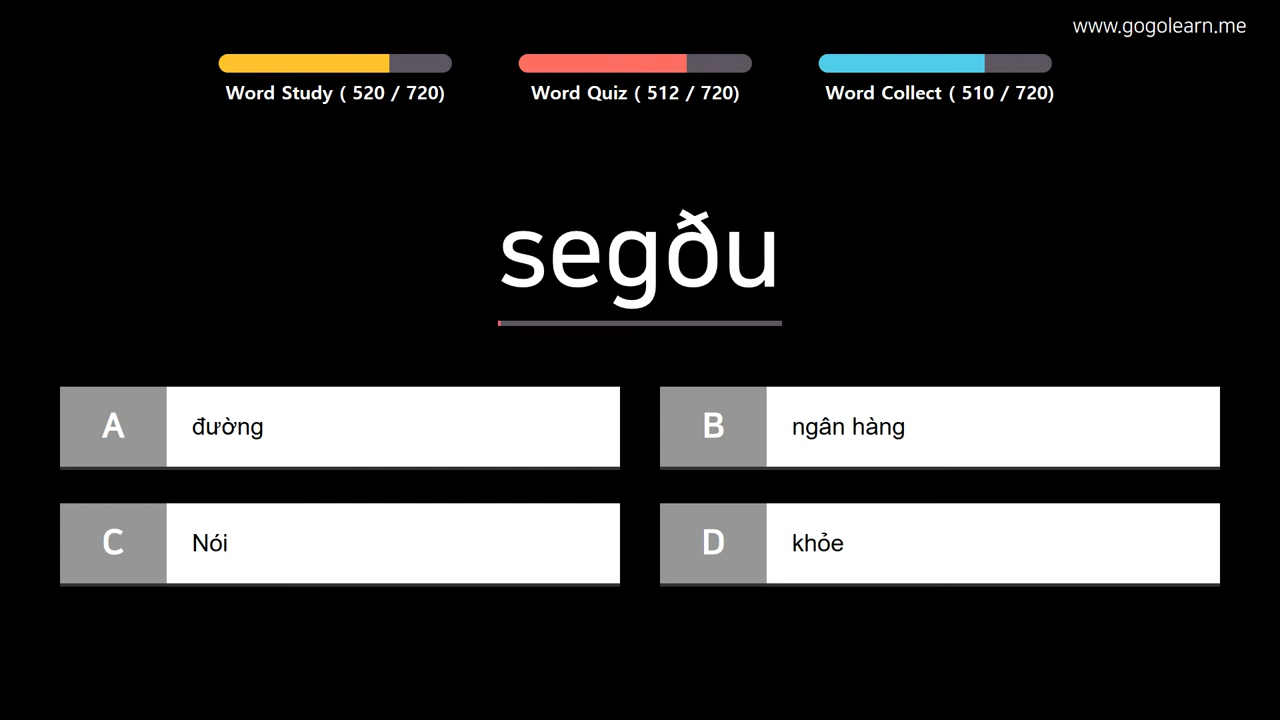 www.gogolearn.me
Word Study ( 520 / 720)
Word Quiz ( 512 / 720)
Word Collect ( 510 / 720)
segðu
A đường
B ngân hàng
C Nói
D khỏe